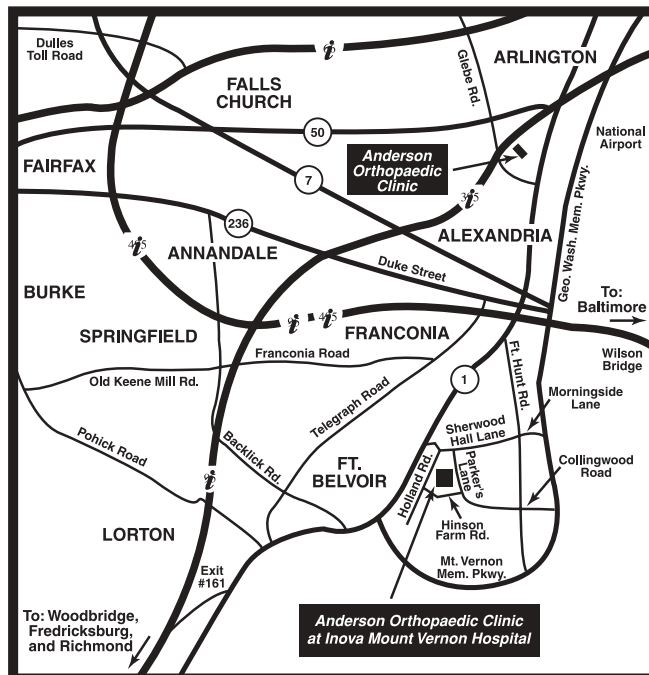 Dulles
Toll Road
ARLINGTON
Glebe Rd.
FALLS
CHURCH
50
National
Airport
FAIRFAX
Anderson
Orthopaedic
Clinic
7
236
ANNANDALE
ALEXANDRIA
Geo. Wash. Mem. Pkwy.
Duke Street
BURKE
To:
Baltimore
SPRINGFIELD
FRANCONIA
Franconia Road
Wilson
Bridge
Old Keene Mill Rd.
1
Ft. Hunt Rd.
Morningside
Lane
Telegraph Road
Sherwood
Hall Lane
Pohick Road
Backlick Rd.
FT.
BELVOIR
Holland Rd.
Parker's
Lane
Collingwood
Road
Hinson
Farm Rd.
LORTON
Mt. Vernon
Mem. Pkwy.
Exit
#161
To: Woodbridge,
Fredricksburg,
and Richmond
Anderson Orthopaedic Clinic
at Inova Mount Vernon Hospital